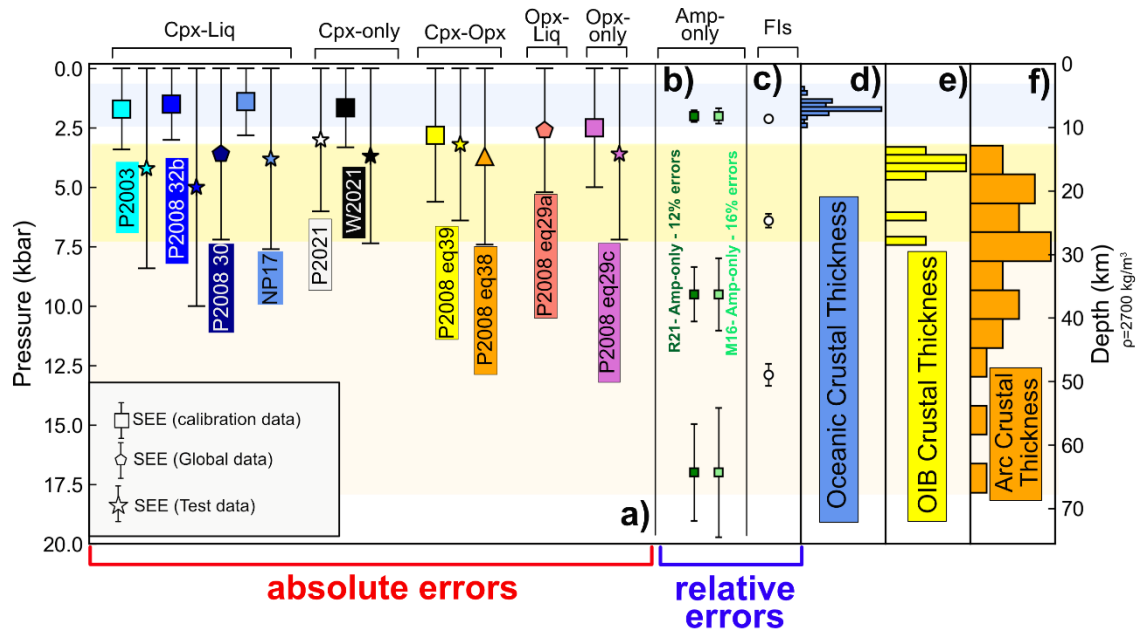 Cpx-Liq
Cpx-only
Cpx-Opx
Opx-
Liq
Opx-
only
Amp-
only
FIs
Pressure (kbar)
0.0
2.5
5.0
7.5
10.0
12.5
15.0
17.5
20.0
P2003
P2008 32b
P2008 30
NP17
P2021
W2021
P2008 eq39
P2008 eq38
P2008 eq29a
P2008 eq29c
SEE (calibration data)
SEE (Global data)
SEE (Test data)
a)
b)
R21- Amp-only - 12% errors
M16- Amp-only - 16% errors
c)
d)
Oceanic Crustal Thickness
e)
OIB Crustal Thickness
f)
Arc Crustal
Thickness
0
10
20
30
40
50
60
70
Depth (km)
ρ=2700 kg/m³
absolute errors
relative
errors